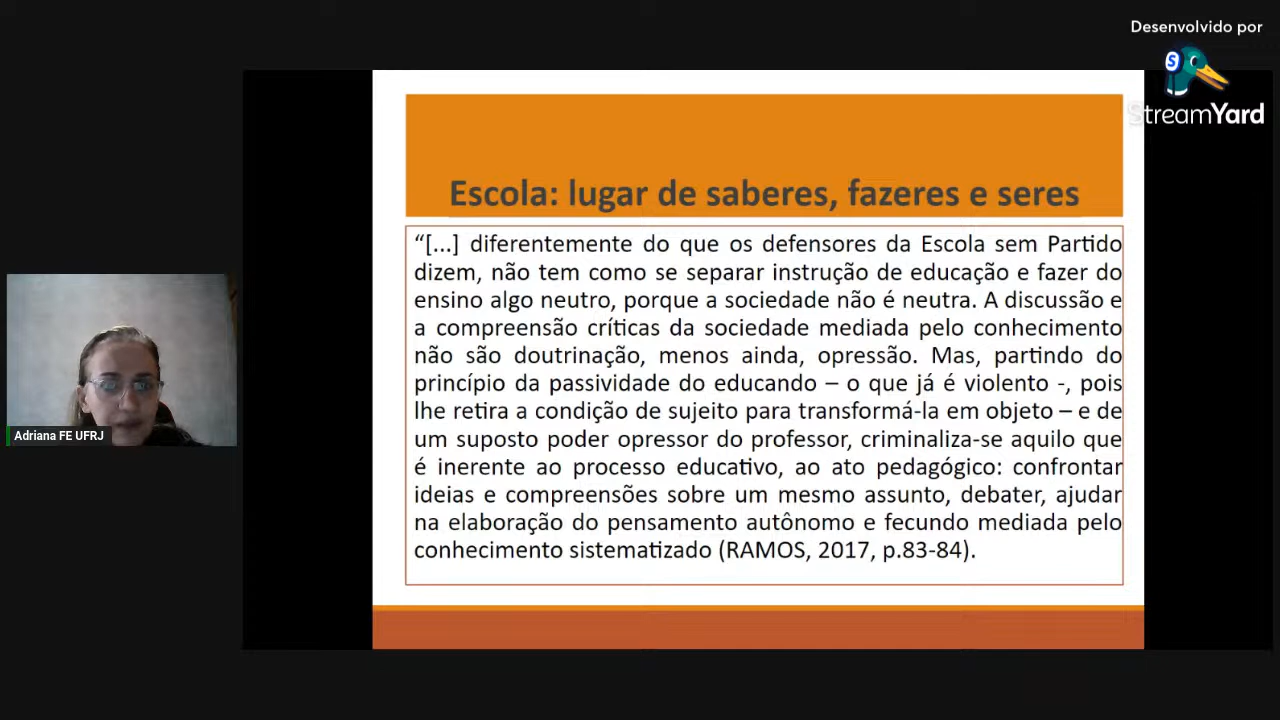 Desenvolvido por
StreamYard
Escola: lugar de saberes, fazeres e seres
“[...] diferentemente do que os defensores da Escola sem Partido
dizem, não tem como se separar instrução de educação e fazer do
ensino algo neutro, porque a sociedade não é neutra. A discussão e
a compreensão críticas da sociedade mediada pelo conhecimento
não são doutrinação, menos ainda, opressão. Mas, partindo do
princípio da passividade do educando – o que já é violento -, pois
lhe retira a condição de sujeito para transformá-la em objeto – e de
um suposto poder opressor do professor, criminaliza-se aquilo que
é inerente ao processo educativo, ao ato pedagógico: confrontar
ideias e compreensões sobre um mesmo assunto, debater, ajudar
na elaboração do pensamento autônomo e fecundo mediada pelo
conhecimento sistematizado (RAMOS, 2017, p.83-84).
Adriana FE UFRJ